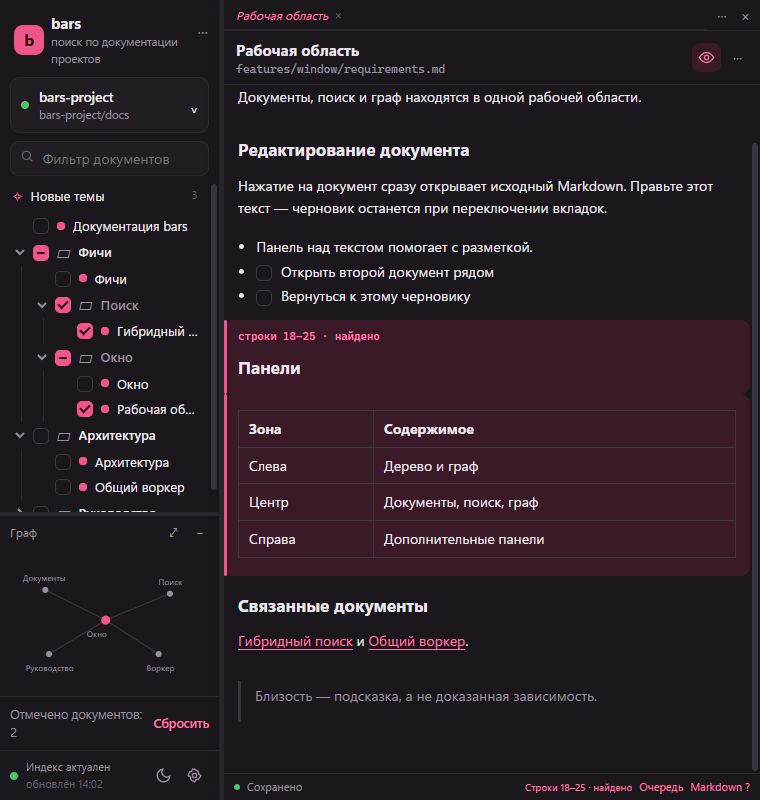 b
bars
поиск по документации
проектов
bars-project
bars-project/docs
v
Фильтр документов
Новые темы 3
Документация bars
Фичи
Фичи
Поиск
Гибридный ...
Окно
Окно
Рабочая об...
Архитектура
Архитектура
Общий воркер
Граф
Документы
Поиск
Окно
Руководство
Воркер
Отмечено документов:
2
Сбросить
Индекс актуален
обновлён 14:02
Рабочая область ×
Рабочая область
features/window/requirements.md
Документы, поиск и граф находятся в одной рабочей области.
Редактирование документа
Нажатие на документ сразу открывает исходный Markdown. Правьте этот
текст — черновик останется при переключении вкладок.
Панель над текстом помогает с разметкой.
Открыть второй документ рядом
Вернуться к этому черновику
строки 18–25 · найдено
Панели
Зона Содержимое
Слева Дерево и граф
Центр Документы, поиск, граф
Справа Дополнительные панели
Связанные документы
Гибридный поиск и Общий воркер.
Близость — подсказка, а не доказанная зависимость.
Сохранено
Строки 18–25 · найдено Очередь Markdown ?